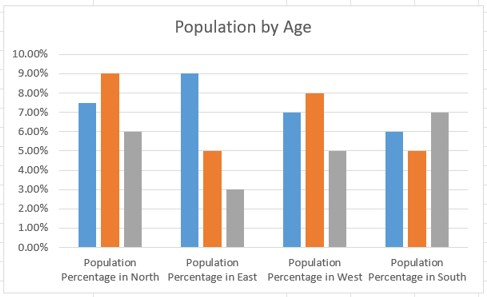 Population by Age
10.00%
9.00%
8.00%
7.00%
6.00%
5.00%
4.00%
3.00%
2.00%
1.00%
0.00%
Population
Percentage in North
Population
Percentage in East
Population
Percentage in West
Population
Percentage in South